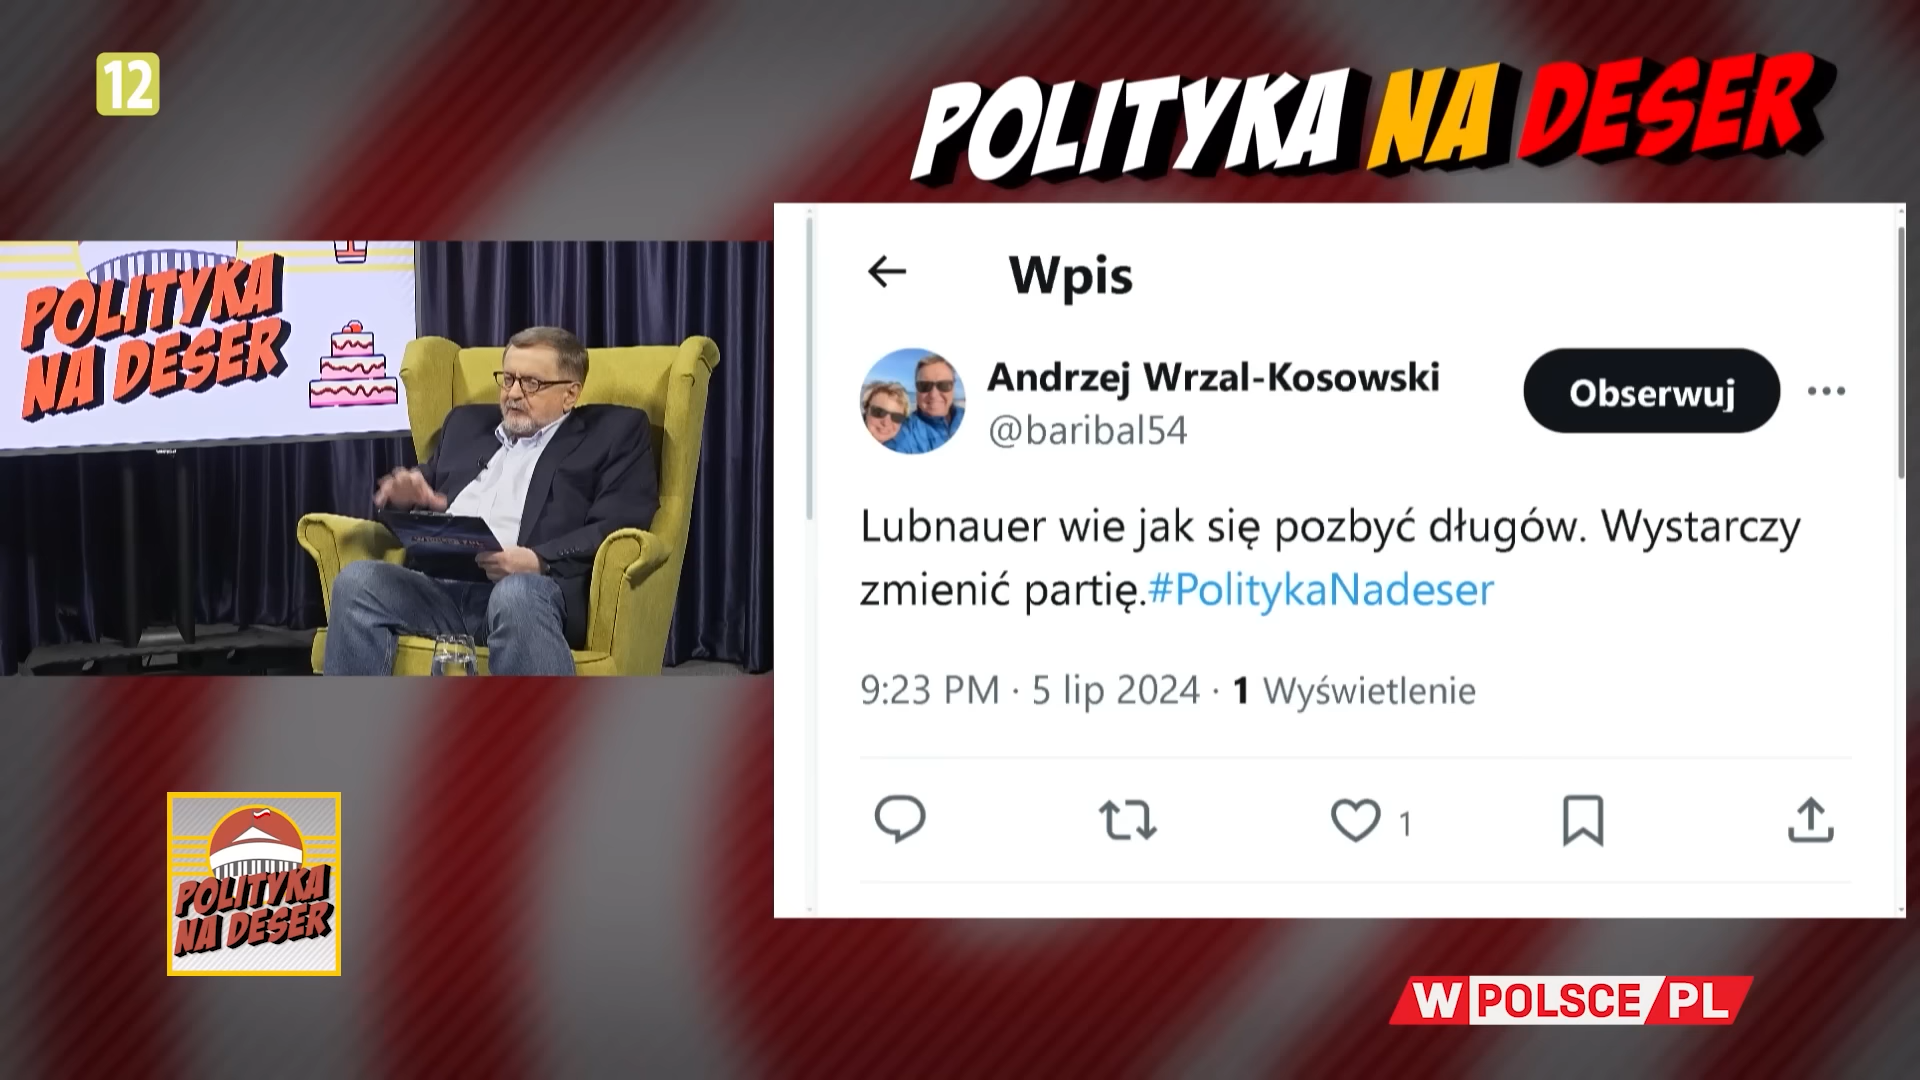 12
POLITYKA NA DESER
POLITYKA
NA DESER
Wpis
Andrzej Wrzal-Kosowski
@baribal54
Obserwuj
Lubnauer wie jak się pozbyć długów. Wystarczy
zmienić partię.#PolitykaNadeser
9:23 PM · 5 lip 2024 · 1 Wyświetlenie
1
POLITYKA
NA DESER
W POLSCE/PL